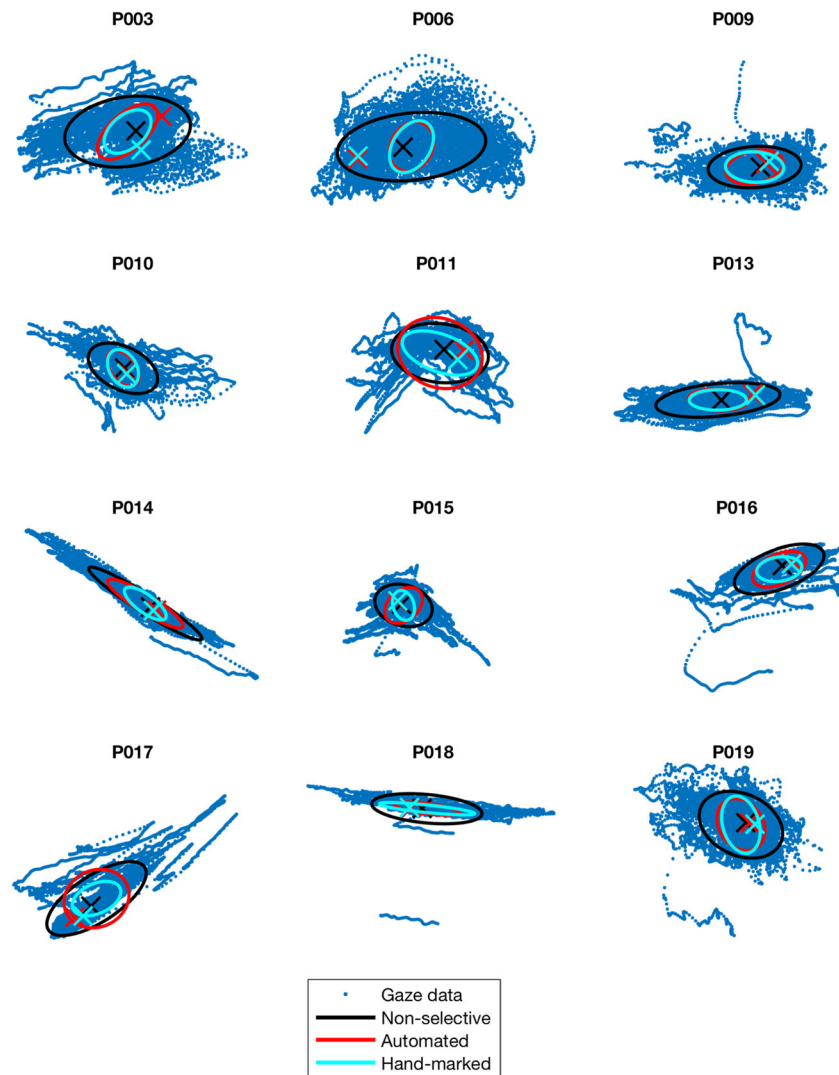 P003 P006 P009
P010 P011 P013
P014 P015 P016
P017 P018 P019
Gaze data
Non-selective
Automated
Hand-marked